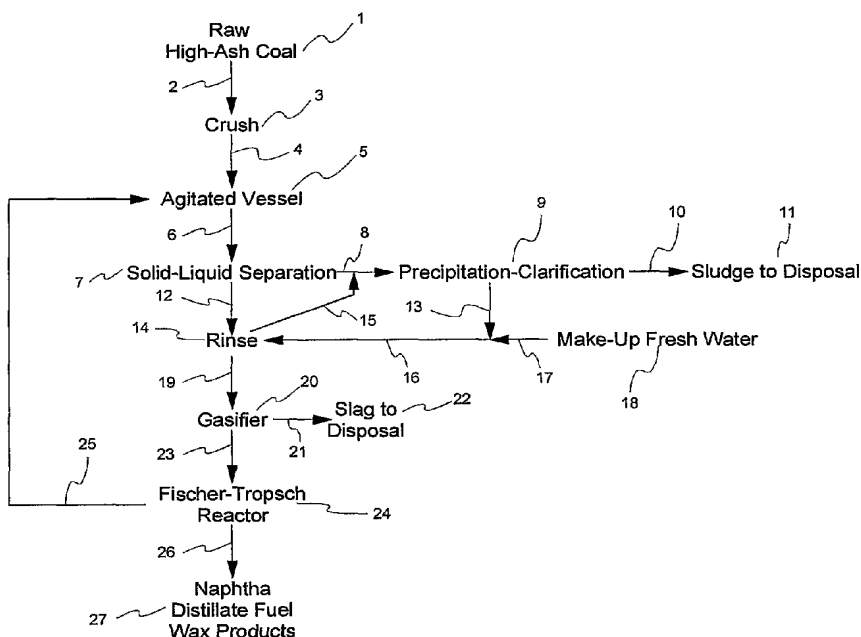 1
Raw
High-Ash Coal
2
3
Crush
4
5
Agitated Vessel
6
8
9
10
11
7
Solid-Liquid Separation
Precipitation-Clarification
Sludge to Disposal
12
13
15
14
Rinse
Make-Up Fresh Water
16
17
18
19
20
Gasifier
Slag to
Disposal
22
21
23
25
Fischer-Tropsch
Reactor
24
26
Naphtha
Distillate Fuel
Wax Products
27